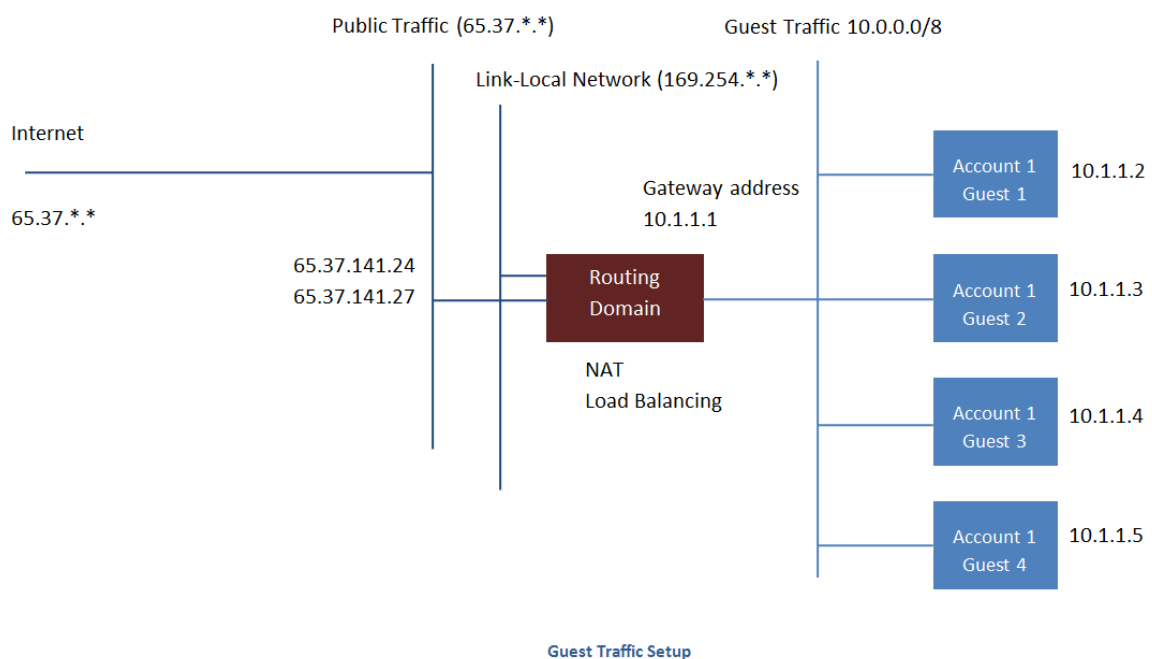 Public Traffic (65.37.*.*)
Guest Traffic 10.0.0.0/8
Link-Local Network (169.254.*.*)
Internet
65.37.*.*
65.37.141.24
65.37.141.27
Gateway address
10.1.1.1
Routing
Domain
NAT
Load Balancing
Account 1
Guest 1
10.1.1.2
Account 1
Guest 2
10.1.1.3
Account 1
Guest 3
10.1.1.4
Account 1
Guest 4
10.1.1.5
Guest Traffic Setup